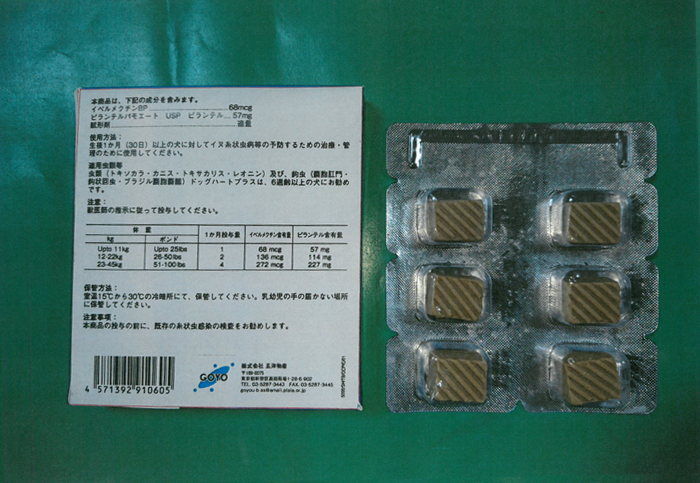 本商品は、下記の成分を含みます。
イベルメクチンBP 68mcg
ピランテルパモエート USP ピランテル 57mg
賦形剤 適量
使用方法:
生後1か月(30日)以上の犬に対してイヌ糸状虫病等の予防するための治療・管
理のために使用してください。
適用虫類等
虫類(トキソカラ・カニス・トキサカリス・レオニン)及び、鉤虫
ドッグハートプラスは、6週齢以上の犬にお勧め
です。
注意:
獣医師の指示に従って投与してください。
体重 1か月投与量 イベルメクチン含有量 ピランテル含有量
kg ポンド
Upto 11kg Upto 25lbs 1 68 mcg 57 mg
12-22kg 26-50lbs 2 136 mcg 114 mg
23-45kg 51-100lbs 4 272 mcg 227 mg
保管方法:
室温15℃から30℃の冷暗所にて、保管してください。乳幼児の手の届かない場所
に保管してください。
注意事項:
本商品の投与の前に、既存の糸状虫感染の検査をお勧めします。
4 571392 910605
GOYO
株式会社 五洋物産
〒169-0075
東京都新宿区高田馬場1-28-6-902
TEL. 03-5287-3443 FAX. 03-5287-3445